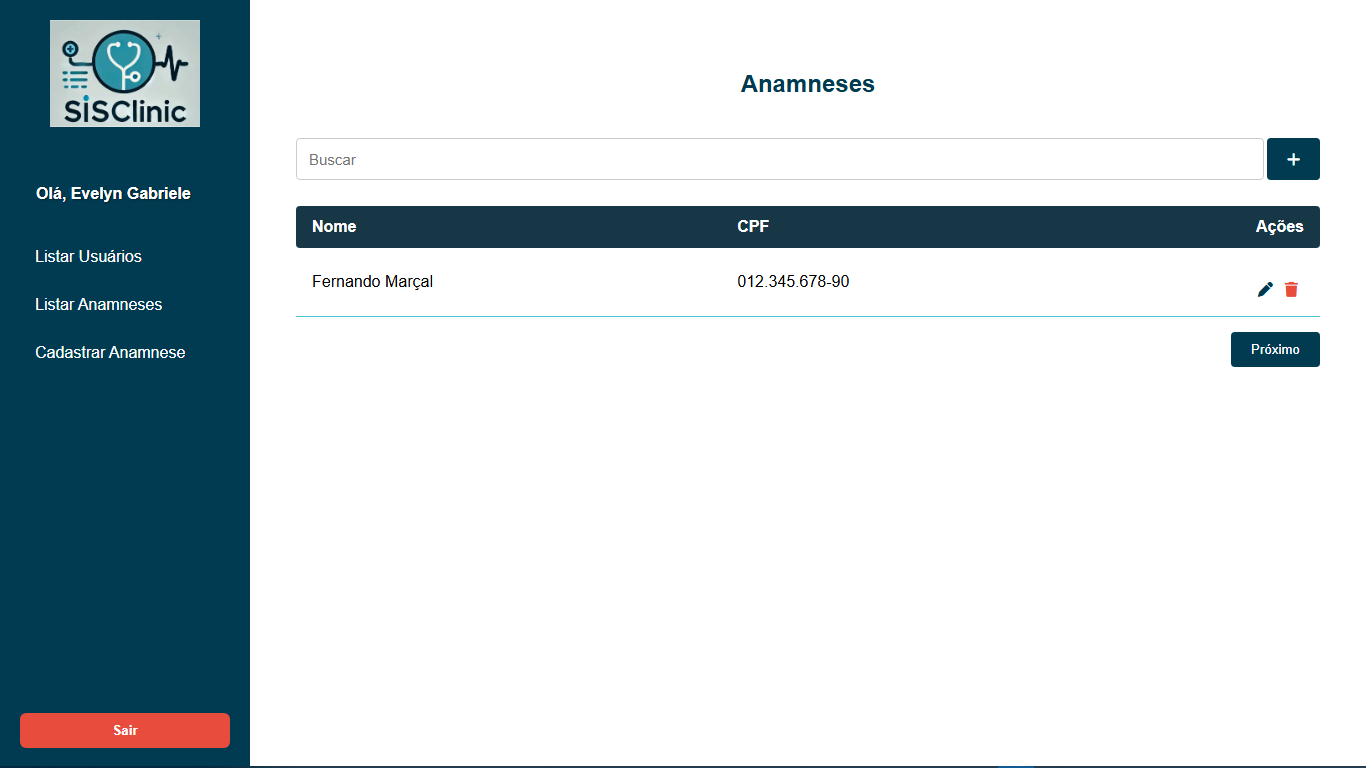 SiSClinic
Olá, Evelyn Gabriele
Listar Usuários
Listar Anamneses
Cadastrar Anamnese
Sair
Anamneses
Buscar
+
Nome CPF Ações
Fernando Marçal 012.345.678-90
Próximo